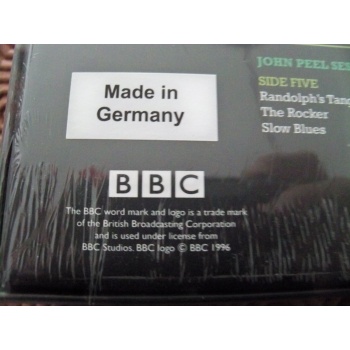 JOHN PEEL
SIDE FIVE
Randolph's
The Rocker
Slow Blues
Made in
Germany
BBC
The BBC word mark and logo is a trade mark
of the British Broadcasting Corporation
and is used under license from
BBC Studios. BBC logo © BBC 1996